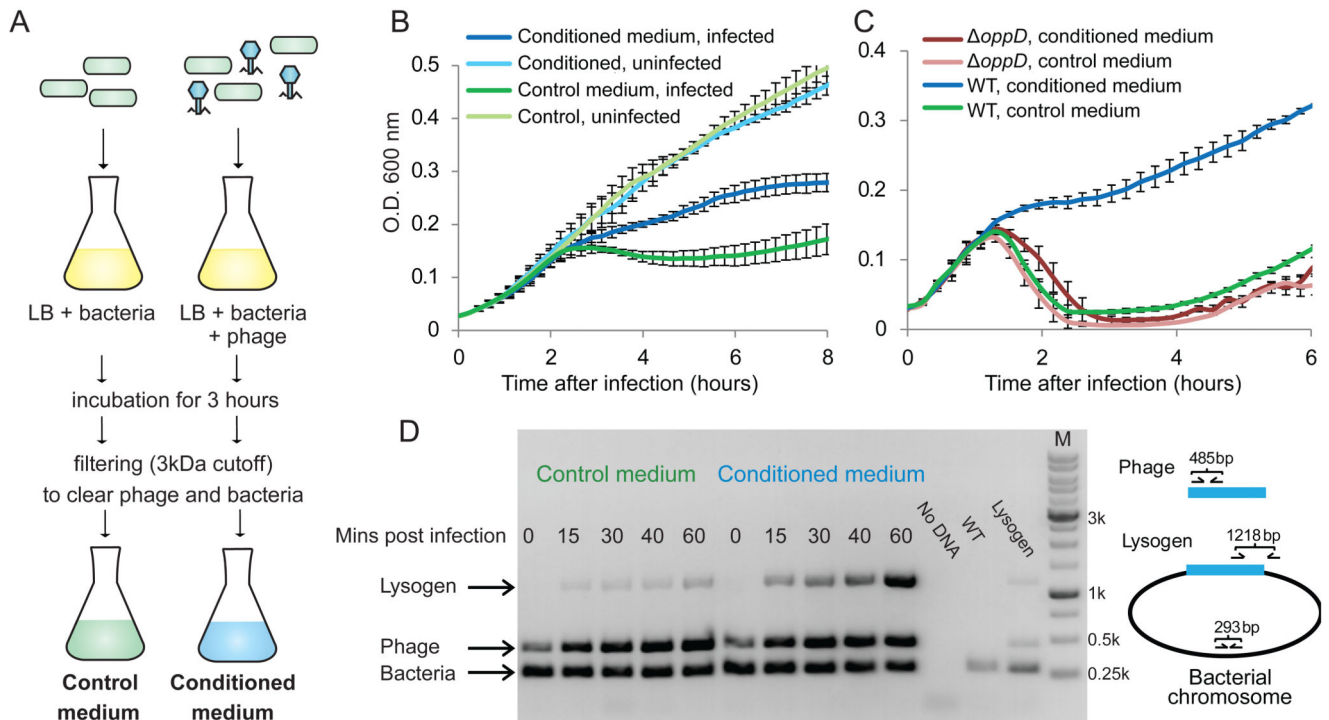 A
LB + bacteria
LB + bacteria
+ phage
incubation for 3 hours
filtering (3kDa cutoff)
to clear phage and bacteria
Control
medium
Conditioned
medium
B
Conditioned medium, infected
Conditioned, uninfected
Control medium, infected
Control, uninfected
O.D. 600 nm
0.5
0.4
0.3
0.2
0.1
0
0 2 4 6 8
Time after infection (hours)
C
ΔoppD, conditioned medium
ΔoppD, control medium
WT, conditioned medium
WT, control medium
0.4
0.3
0.2
0.1
0
0 2 4 6
Time after infection (hours)
D
Control medium
Conditioned medium
Mins post infection
0 15 30 40 60 0 15 30 40 60
No DNA
WT
Lysogen
M
Lysogen
Phage
Bacteria
3k
1k
0.5k
0.25k
Phage
485bp
Lysogen
1218bp
293bp
Bacterial
chromosome